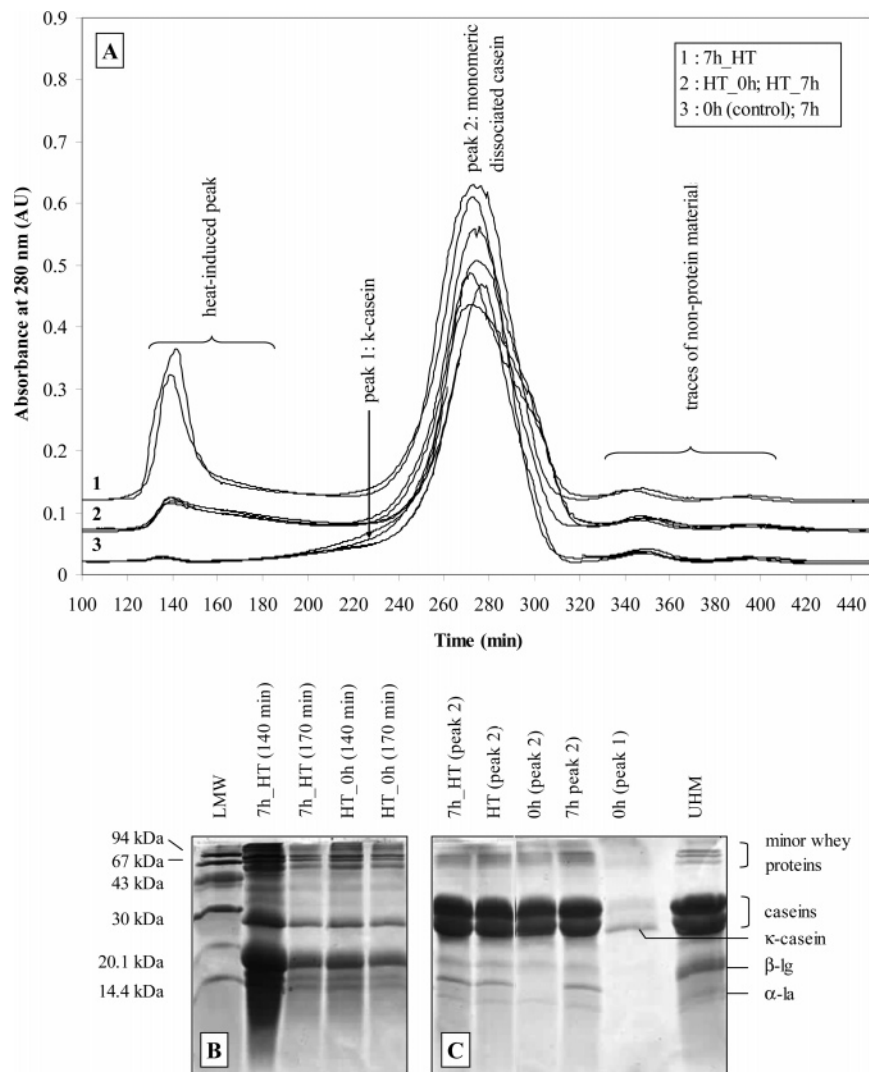 A
1 : 7h_HT
2 : HT_0h; HT_7h
3 : 0h (control); 7h
heat-induced peak
peak 1: k-casein
peak 2: monomeric
dissociated casein
traces of non-protein material
Absorbance at 280 nm (AU)
0.9
0.8
0.7
0.6
0.5
0.4
0.3
0.2
0.1
0
1
2
3
100 120 140 160 180 200 220 240 260 280 300 320 340 360 380 400 420 440
Time (min)
LMW
7h_HT (140 min)
7h_HT (170 min)
HT_0h (140 min)
HT_0h (170 min)
94 kDa
67 kDa
43 kDa
30 kDa
20.1 kDa
14.4 kDa
B
7h_HT (peak 2)
HT (peak 2)
0h (peak 2)
7h peak 2)
0h (peak 1)
UHM
minor whey
proteins
caseins
κ-casein
β-lg
α-la
C